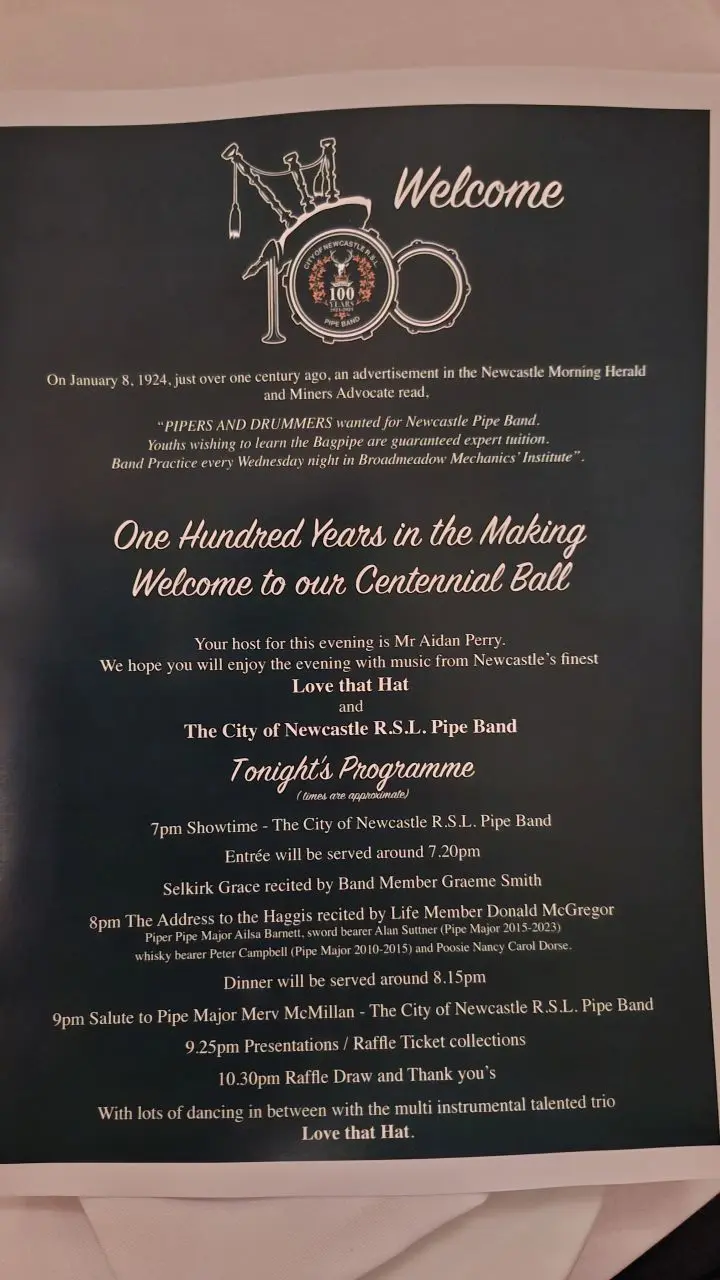 Welcome
100
CITY OF NEWCASTLE R.S.L.
100
YEARS
PIPE BAND
On January 8, 1924, just over one century ago, an advertisement in the Newcastle Morning Herald
and Miners Advocate read,
“PIPERS AND DRUMMERS wanted for Newcastle Pipe Band.
Youths wishing to learn the Bagpipe are guaranteed expert tuition.
Band Practice every Wednesday night in Broadmeadow Mechanics’ Institute”.
One Hundred Years in the Making
Welcome to our Centennial Ball
Your host for this evening is Mr Aidan Perry.
We hope you will enjoy the evening with music from Newcastle’s finest
Love that Hat
and
The City of Newcastle R.S.L. Pipe Band
Tonight's Programme
(times are approximate)
7pm Showtime - The City of Newcastle R.S.L. Pipe Band
Entrée will be served around 7.20pm
Selkirk Grace recited by Band Member Graeme Smith
8pm The Address to the Haggis recited by Life Member Donald McGregor
Piper Pipe Major Ailsa Barnett, sword bearer Alan Suttner (Pipe Major 2015-2023)
whisky bearer Peter Campbell (Pipe Major 2010-2015) and Poosie Nancy Carol Dorse.
Dinner will be served around 8.15pm
9pm Salute to Pipe Major Merv McMillan - The City of Newcastle R.S.L. Pipe Band
9.25pm Presentations / Raffle Ticket collections
10.30pm Raffle Draw and Thank you’s
With lots of dancing in between with the multi instrumental talented trio
Love that Hat.